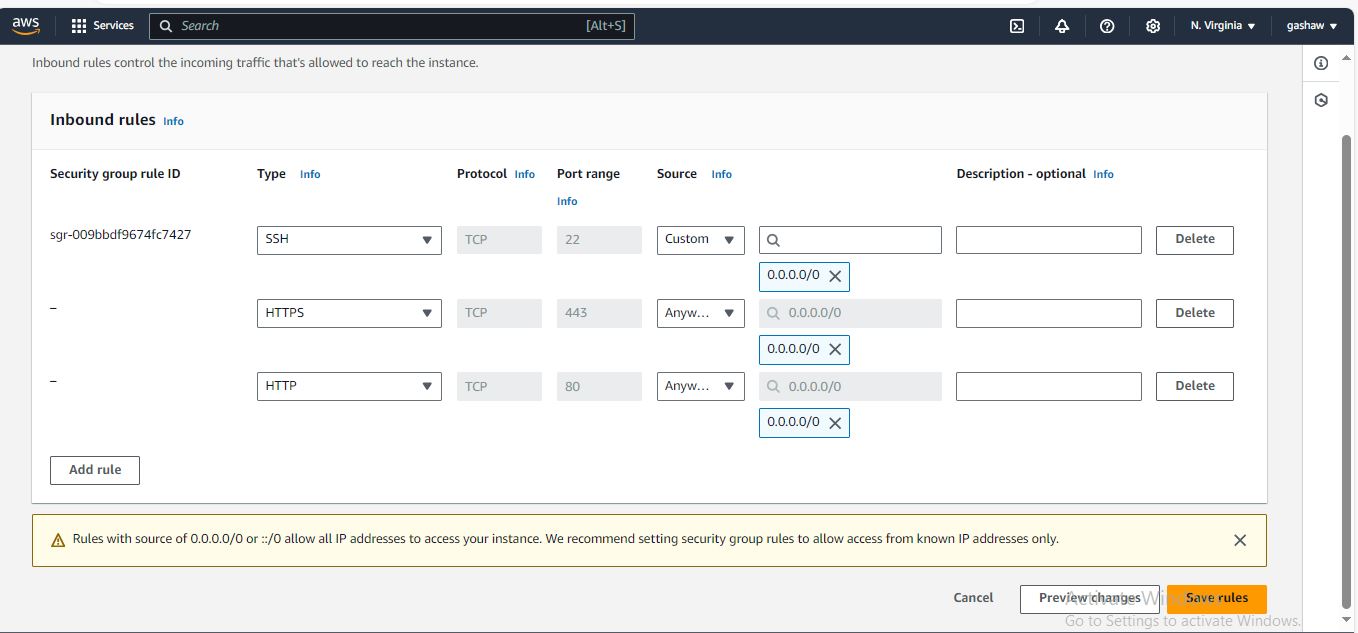 aws Services Search [Alt+S] N. Virginia gashaw
Inbound rules control the incoming traffic that's allowed to reach the instance.
Inbound rules Info
Security group rule ID Type Info Protocol Info Port range Info Source Info Description - optional Info
sgr-009bbdf9674fc7427 SSH TCP 22 Custom Delete
0.0.0.0/0
– HTTPS TCP 443 Anyw... 0.0.0.0/0 Delete
0.0.0.0/0
– HTTP TCP 80 Anyw... 0.0.0.0/0 Delete
0.0.0.0/0
Add rule
Rules with source of 0.0.0.0/0 or ::/0 allow all IP addresses to access your instance. We recommend setting security group rules to allow access from known IP addresses only.
Cancel Preview changes Save rules
Activate Windows
Go to Settings to activate Windows.